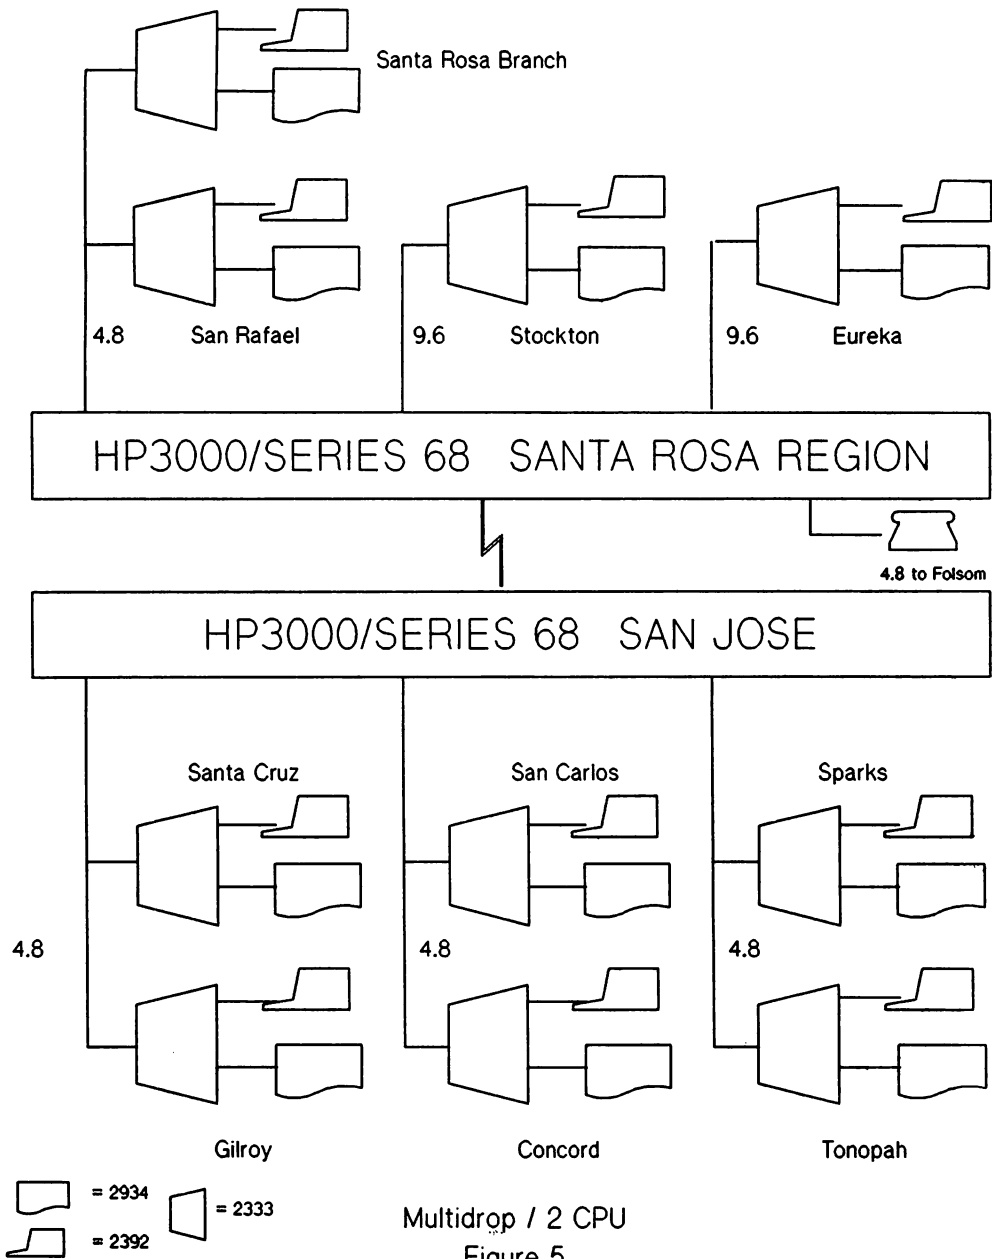 Santa Rosa Branch
4.8 San Rafael 9.6 Stockton 9.6 Eureka
HP3000/SERIES 68 SANTA ROSA REGION
4.8 to Folsom
HP3000/SERIES 68 SAN JOSE
Santa Cruz San Carlos Sparks
4.8 4.8 4.8
Gilroy Concord Tonopah
= 2934
= 2333
= 2392
Multidrop / 2 CPU
Figure 5